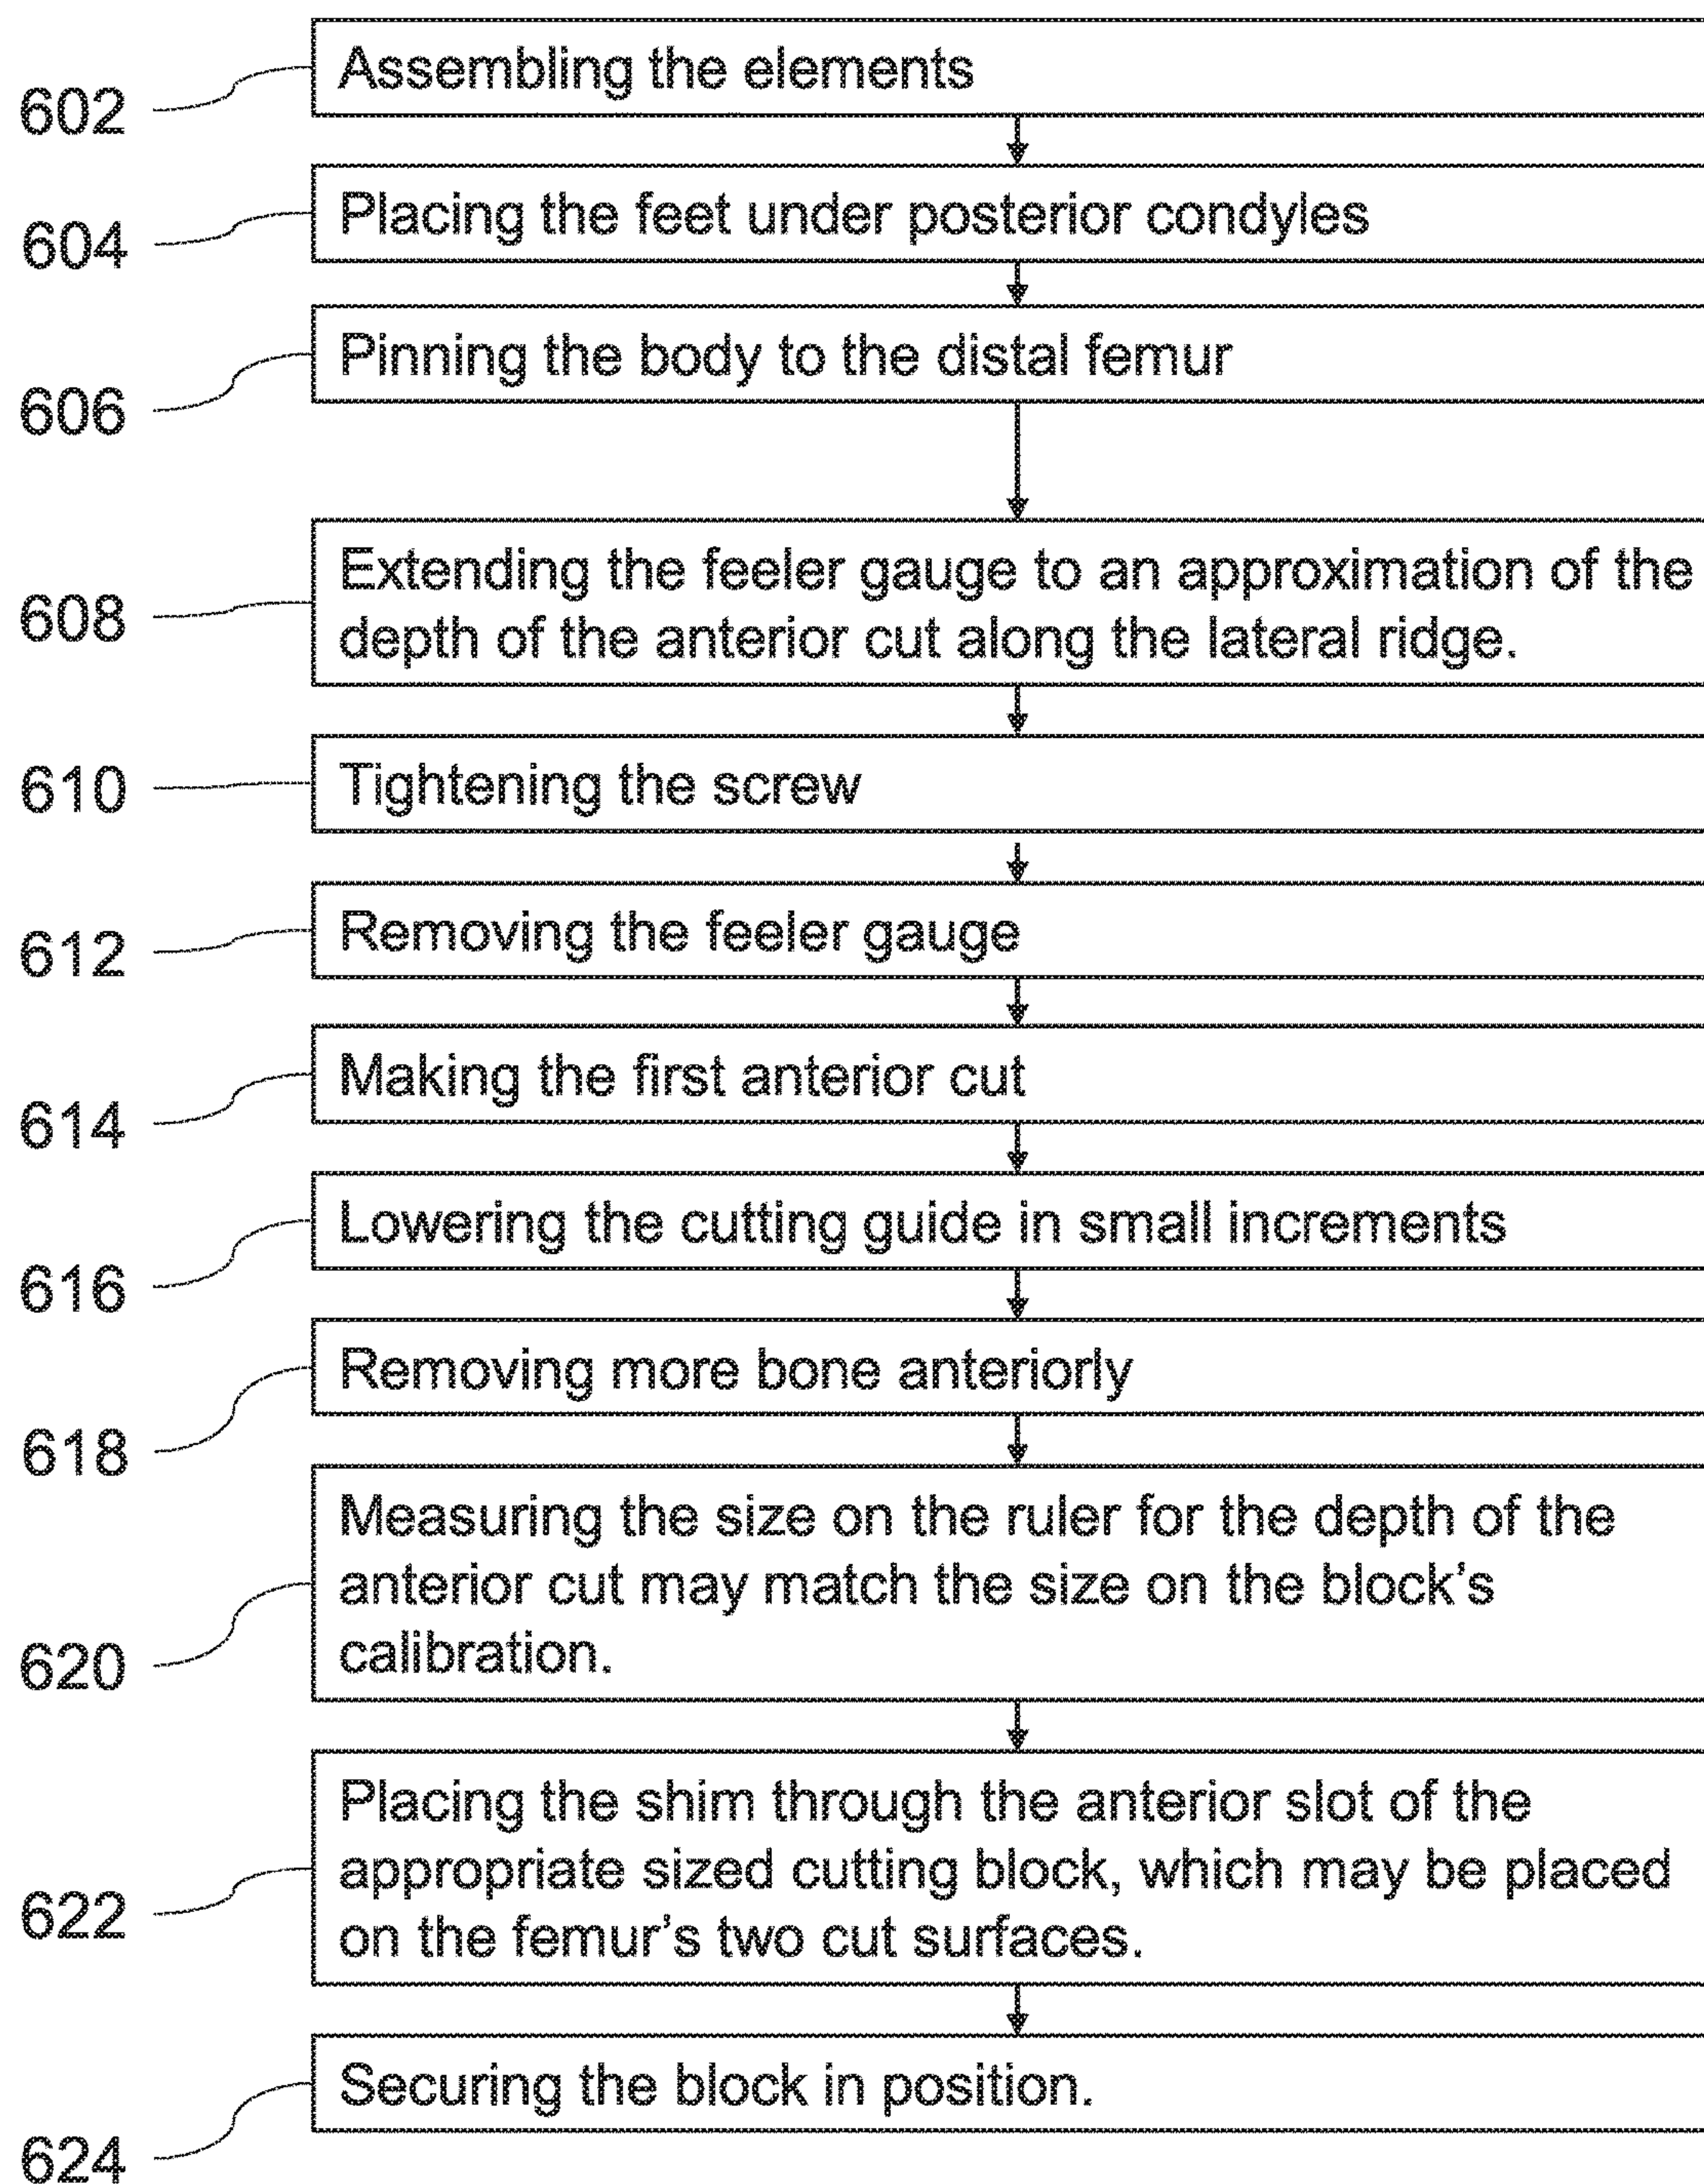 602 Assembling the elements
604 Placing the feet under posterior condyles
606 Pinning the body to the distal femur
608 Extending the feeler gauge to an approximation of the
depth of the anterior cut along the lateral ridge.
610 Tightening the screw
612 Removing the feeler gauge
614 Making the first anterior cut
616 Lowering the cutting guide in small increments
618 Removing more bone anteriorly
620 Measuring the size on the ruler for the depth of the
anterior cut may match the size on the block's
calibration.
622 Placing the shim through the anterior slot of the
appropriate sized cutting block, which may be placed
on the femur's two cut surfaces.
624 Securing the block in position.